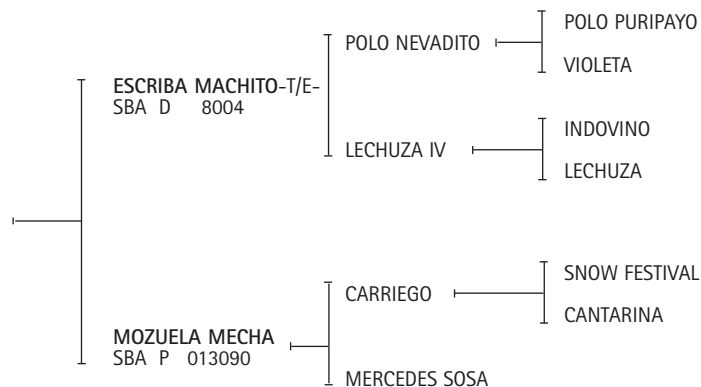 POLO PURIPAYO
POLO NEVADITO
VIOLETA
ESCRIBA MACHITO-T/E-
SBA D 8004
INDOVINO
LECHUZA IV
LECHUZA
SNOW FESTIVAL
CARRIEGO
CANTARINA
MOZUELA MECHA
SBA P 013090
MERCEDES SOSA